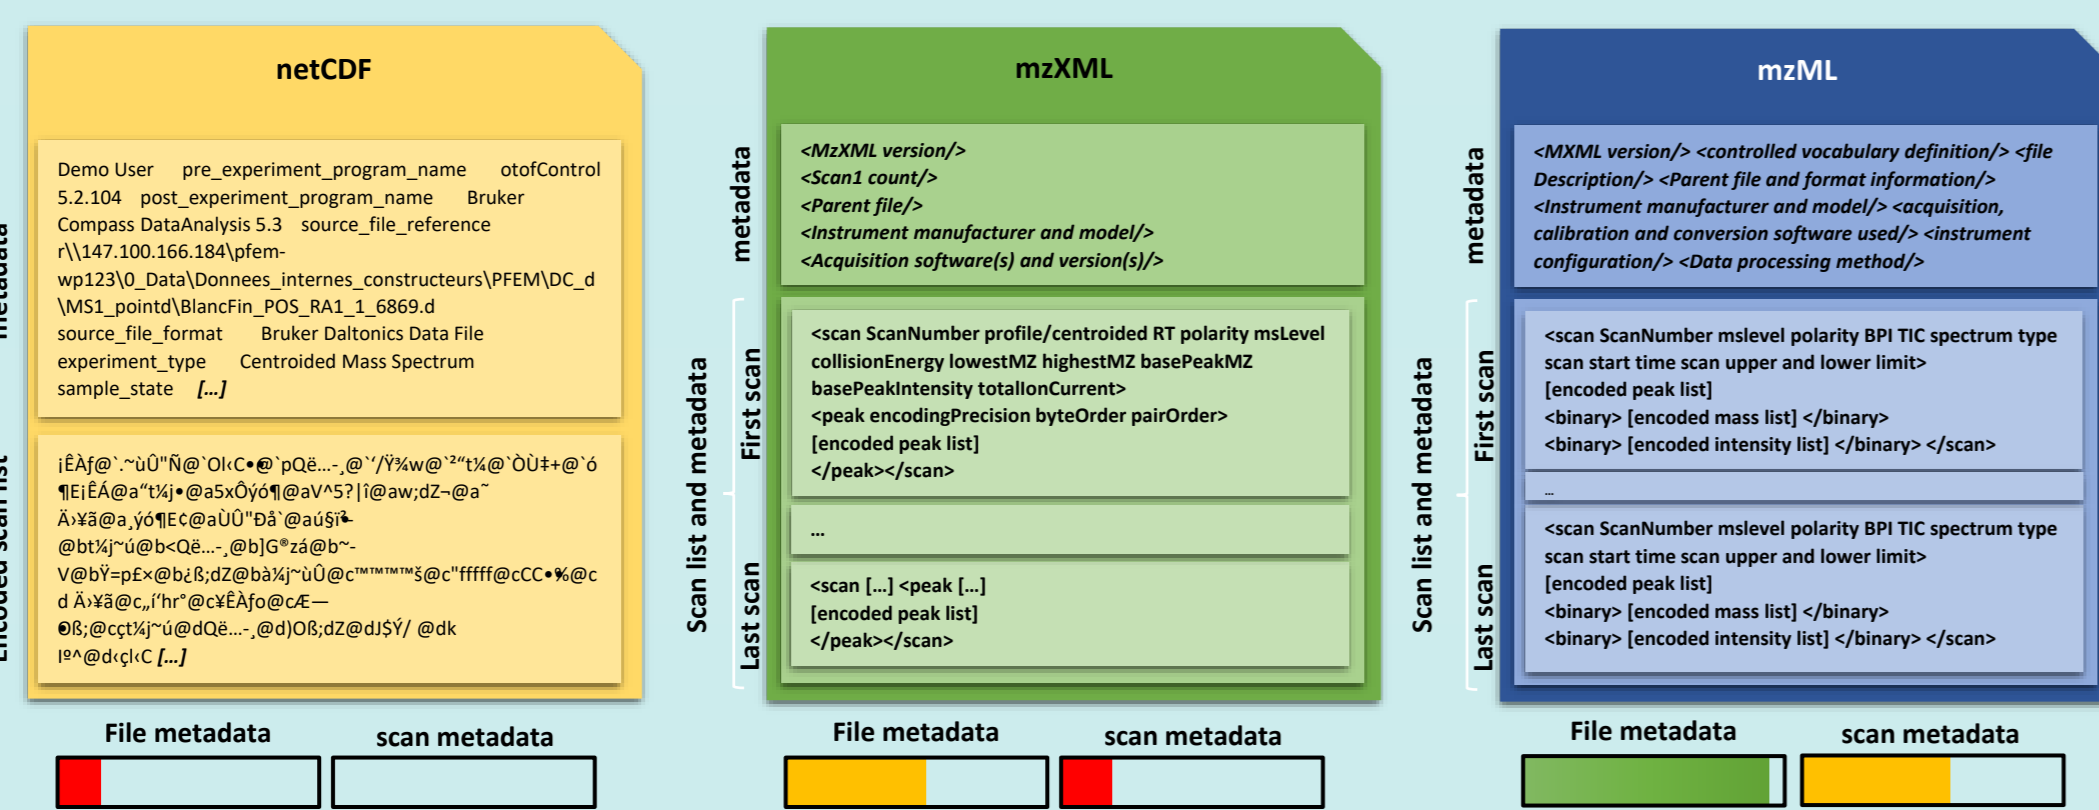 netCDF
metadata
Demo User pre_experiment_program_name otofControl
5.2.104 post_experiment_program_name Bruker
Compass DataAnalysis 5.3 source_file_reference
r\\147.100.166.184\pfem-
wp123\0_Data\Donnees_internes_constructeurs\PFEM\DC_d
\MS1_pointd\BlancFin_POS_RA1_1_6869.d
source_file_format Bruker Daltonics Data File
experiment_type Centroided Mass Spectrum
sample_state [...]
Encoded scan list
[...]
File metadata
scan metadata
mzXML
metadata
<MzXML version/>
<Scan1 count/>
<Parent file/>
<Instrument manufacturer and model/>
<Acquisition software(s) and version(s)/>
Scan list and metadata
First scan
<scan ScanNumber profile/centroided RT polarity msLevel
collisionEnergy lowestMZ highestMZ basePeakMZ
basePeakIntensity totalIonCurrent>
<peak encodingPrecision byteOrder pairOrder>
[encoded peak list]
</peak></scan>
...
Last scan
<scan [...] <peak [...]
[encoded peak list]
</peak></scan>
File metadata
scan metadata
mzML
metadata
<MXML version/> <controlled vocabulary definition/> <file
Description/> <Parent file and format information/>
<Instrument manufacturer and model/> <acquisition,
calibration and conversion software used/> <instrument
configuration/> <Data processing method/>
Scan list and metadata
First scan
<scan ScanNumber mslevel polarity BPI TIC spectrum type
scan start time scan upper and lower limit>
[encoded peak list]
<binary> [encoded mass list] </binary>
<binary> [encoded intensity list] </binary> </scan>
...
Last scan
<scan ScanNumber mslevel polarity BPI TIC spectrum type
scan start time scan upper and lower limit>
[encoded peak list]
<binary> [encoded mass list] </binary>
<binary> [encoded intensity list] </binary> </scan>
File metadata
scan metadata